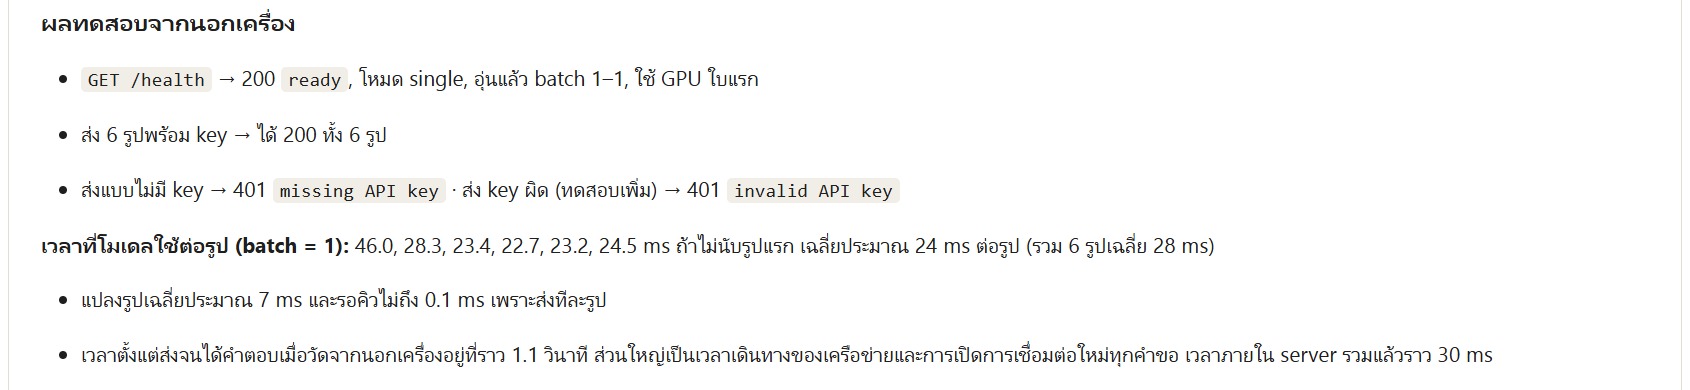 ผลทดสอบจากนอกเครื่อง
GET /health → 200 ready, โหมด single, อุ่นแล้ว batch 1–1, ใช้ GPU ใบแรก
ส่ง 6 รูปพร้อม key → ได้ 200 ทั้ง 6 รูป
ส่งแบบไม่มี key → 401 missing API key · ส่ง key ผิด (ทดสอบเพิ่ม) → 401 invalid API key
เวลาที่โมเดลใช้ต่อรูป (batch = 1): 46.0, 28.3, 23.4, 22.7, 23.2, 24.5 ms ถ้าไม่นับรูปแรก เฉลี่ยประมาณ 24 ms ต่อรูป (รวม 6 รูปเฉลี่ย 28 ms)
แปลงรูปเฉลี่ยประมาณ 7 ms และรอคิวไม่ถึง 0.1 ms เพราะส่งทีละรูป
เวลาตั้งแต่ส่งจนได้คำตอบเมื่อวัดจากนอกเครื่องอยู่ที่ราว 1.1 วินาที ส่วนใหญ่เป็นเวลาเดินทางของเครือข่ายและการเปิดการเชื่อมต่อใหม่ทุกคำขอ เวลาภายใน server รวมแล้วราว 30 ms